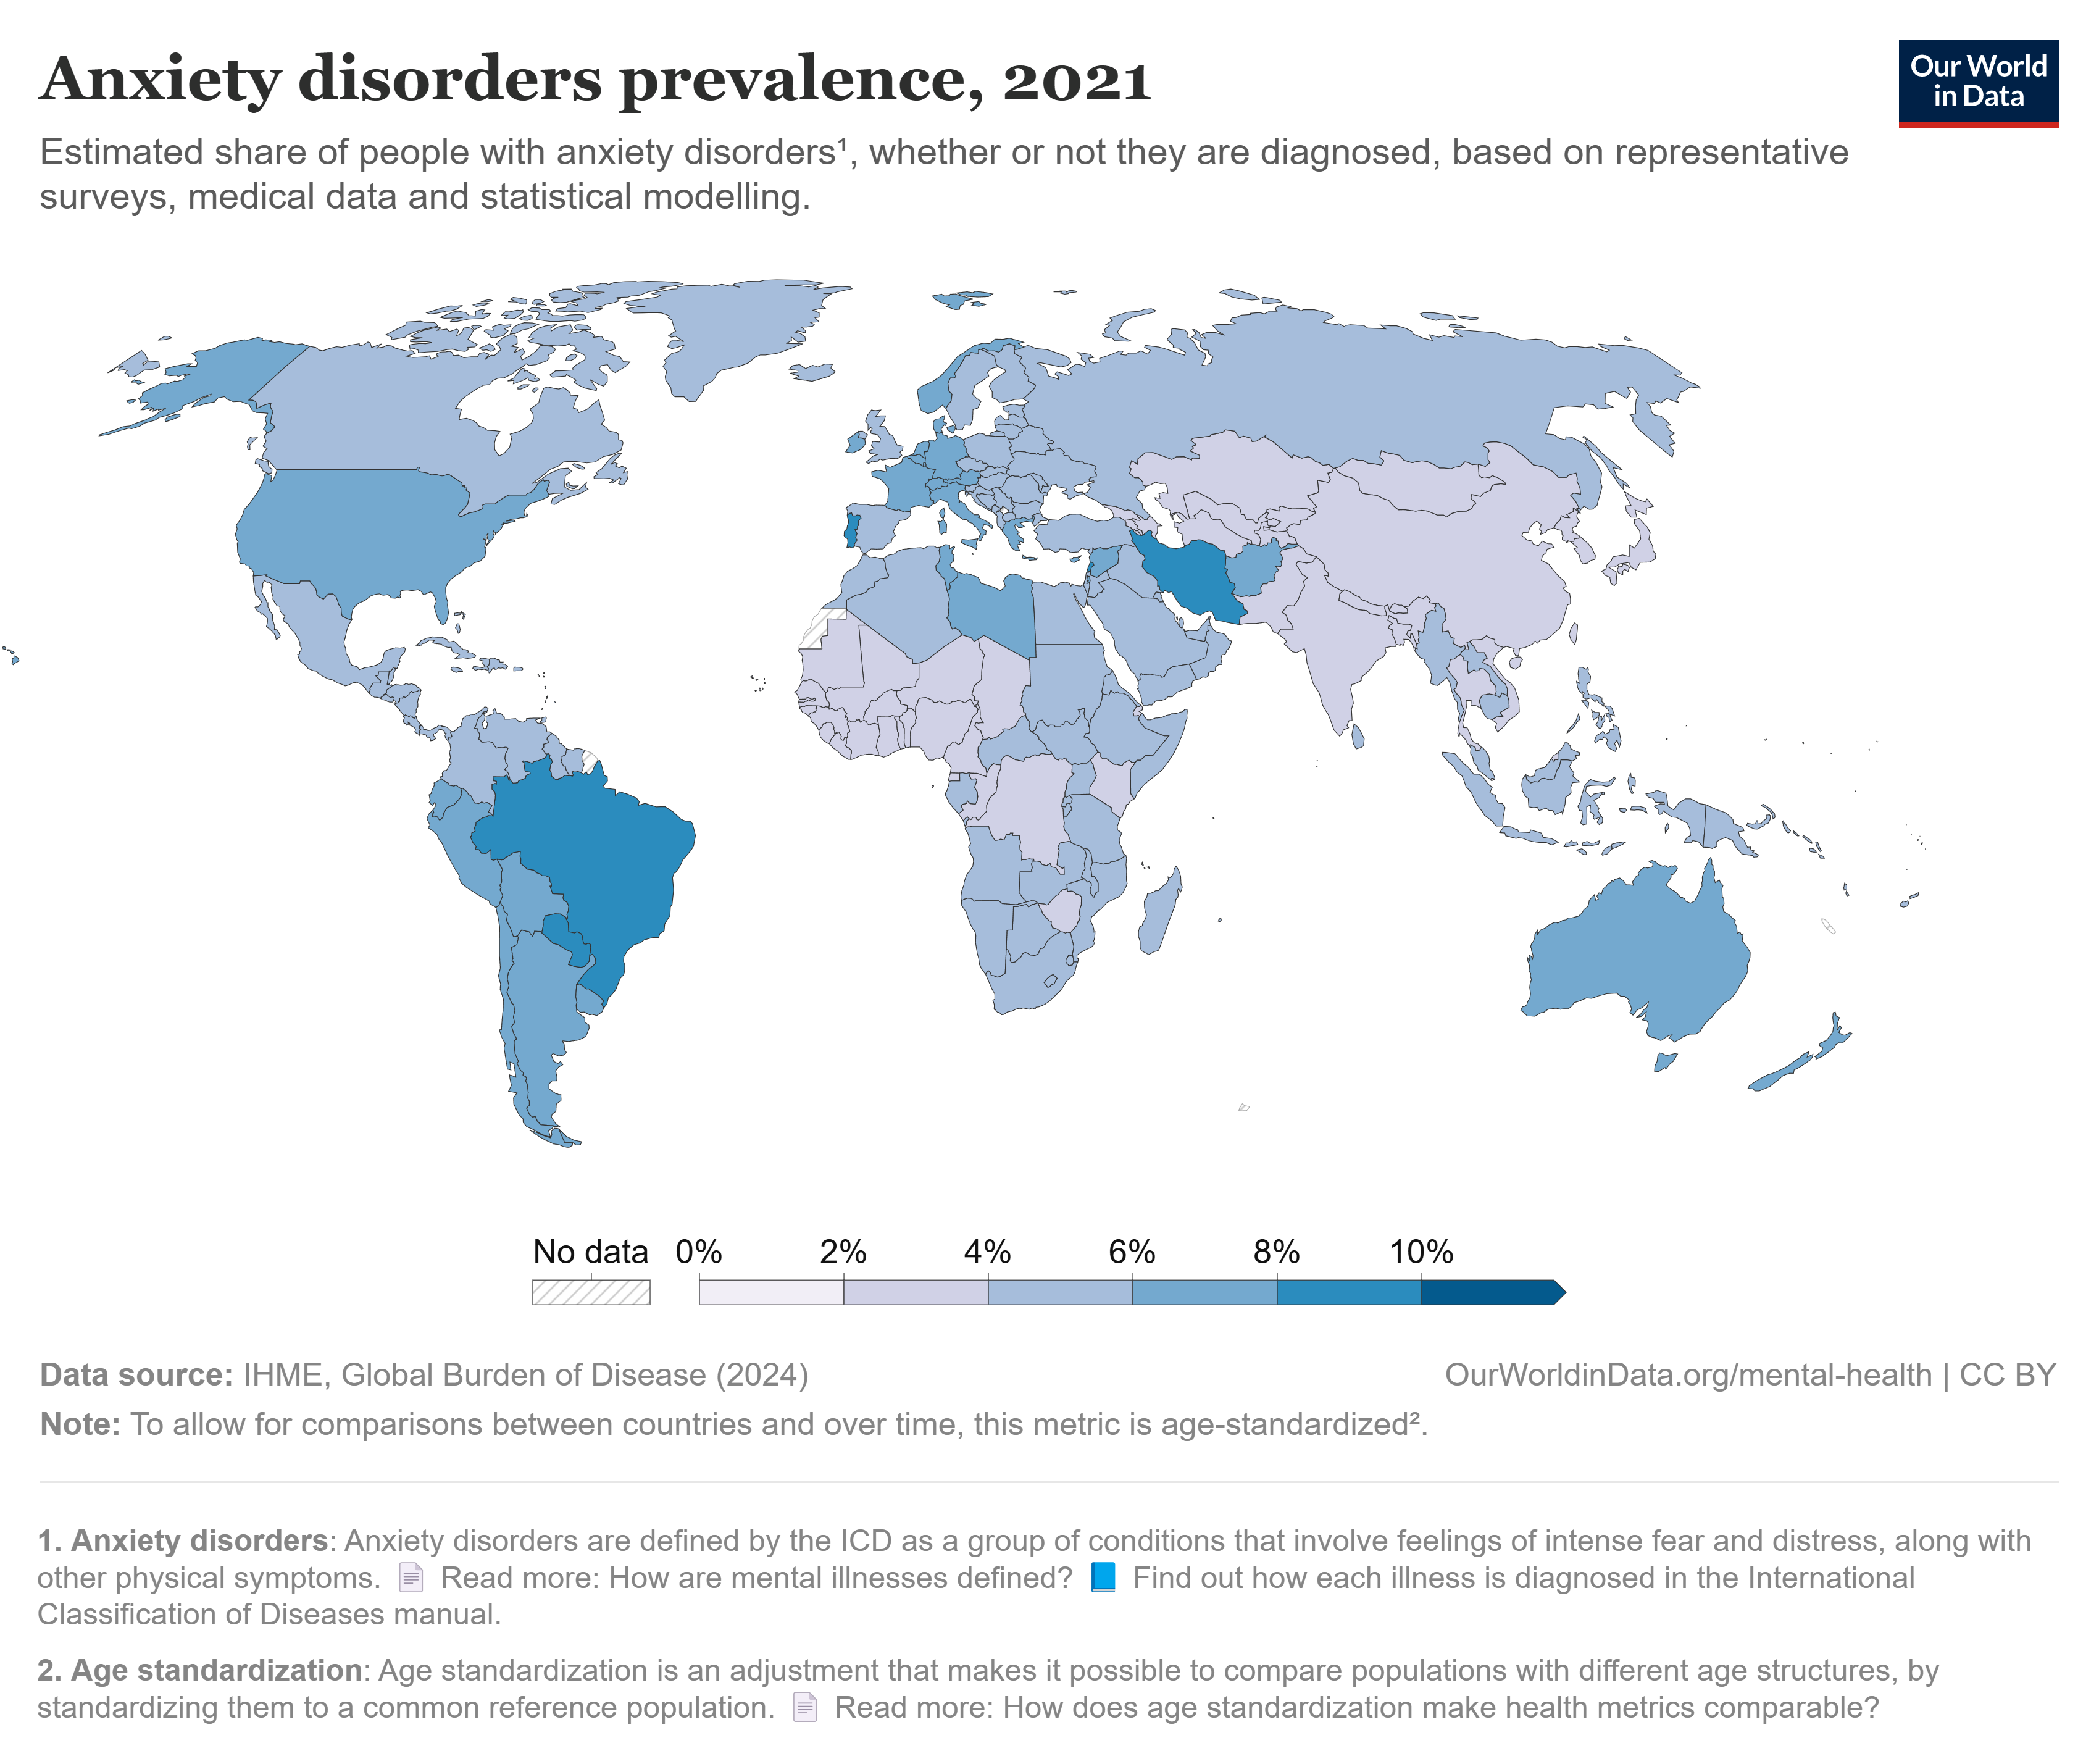 Anxiety disorders prevalence, 2021
Our World
in Data
Estimated share of people with anxiety disorders¹, whether or not they are diagnosed, based on representative
surveys, medical data and statistical modelling.
No data 0% 2% 4% 6% 8% 10%
Data source: IHME, Global Burden of Disease (2024)
OurWorldinData.org/mental-health | CC BY
Note: To allow for comparisons between countries and over time, this metric is age-standardized².
1. Anxiety disorders: Anxiety disorders are defined by the ICD as a group of conditions that involve feelings of intense fear and distress, along with
other physical symptoms. Read more: How are mental illnesses defined? Find out how each illness is diagnosed in the International
Classification of Diseases manual.
2. Age standardization: Age standardization is an adjustment that makes it possible to compare populations with different age structures, by
standardizing them to a common reference population. Read more: How does age standardization make health metrics comparable?